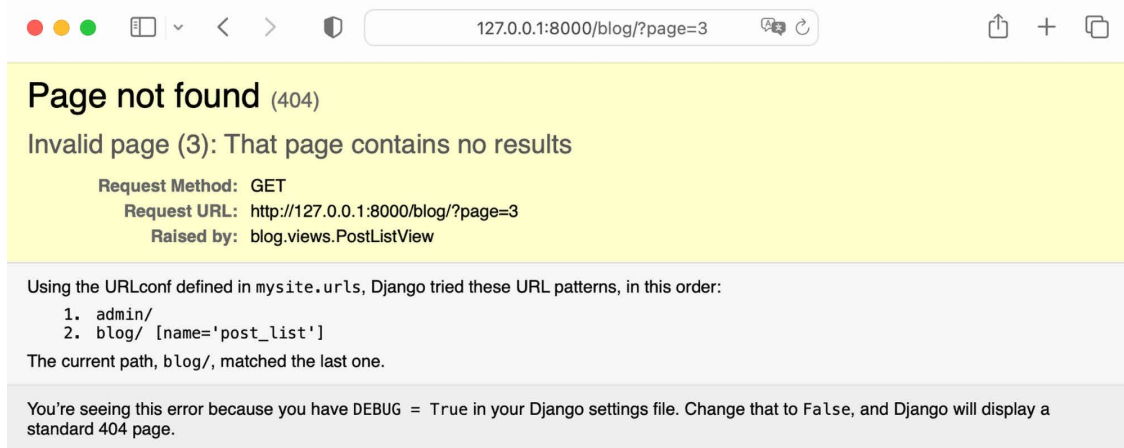 127.0.0.1:8000/blog/?page=3
Page not found (404)
Invalid page (3): That page contains no results
Request Method: GET
Request URL: http://127.0.0.1:8000/blog/?page=3
Raised by: blog.views.PostListView
Using the URLconf defined in mysite.urls, Django tried these URL patterns, in this order:
1. admin/
2. blog/ [name='post_list']
The current path, blog/, matched the last one.
You’re seeing this error because you have DEBUG = True in your Django settings file. Change that to False, and Django will display a
standard 404 page.